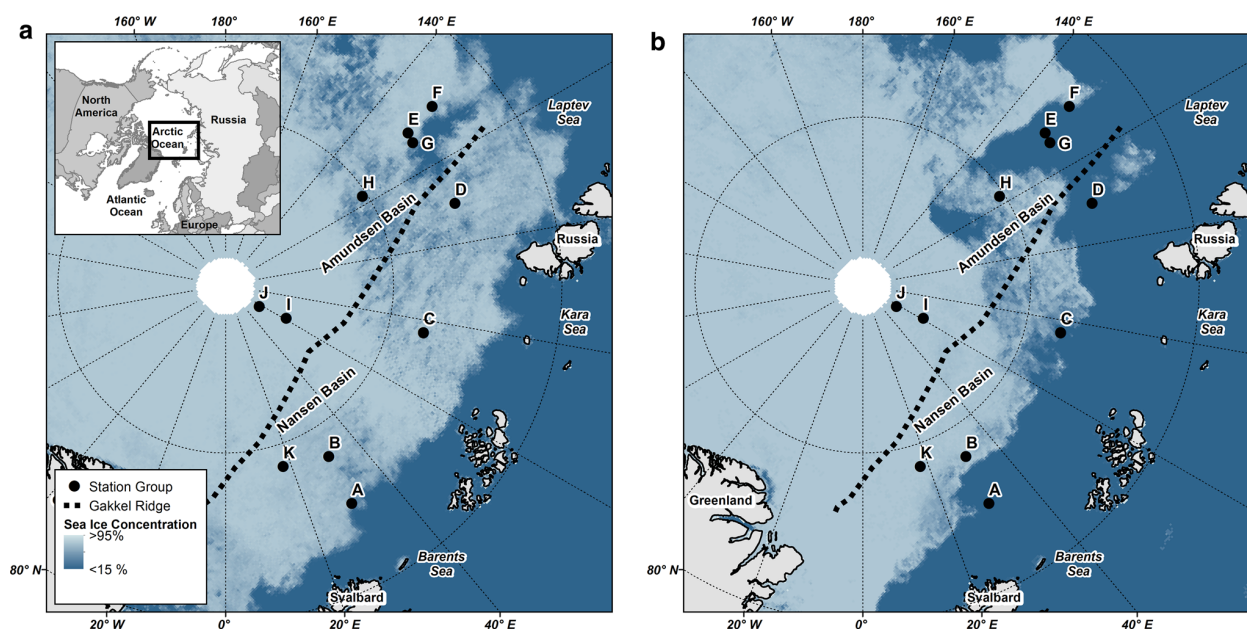 a
160° W
180°
160° E
140° E
North
America
Russia
Arctic
Ocean
Atlantic
Ocean
Europe
F
E
G
H
D
J
I
C
B
K
A
Laptev
Sea
Russia
Kara
Sea
Amundsen Basin
Nansen Basin
Barents
Sea
Svalbard
Station Group
Gakkel Ridge
Sea Ice Concentration
>95%
<15 %
80° N
20° W
0°
20° E
40° E
b
160° W
180°
160° E
140° E
F
E
G
H
D
J
I
C
B
K
A
Laptev
Sea
Russia
Kara
Sea
Amundsen Basin
Nansen Basin
Greenland
Barents
Sea
Svalbard
80° N
20° W
0°
20° E
40° E